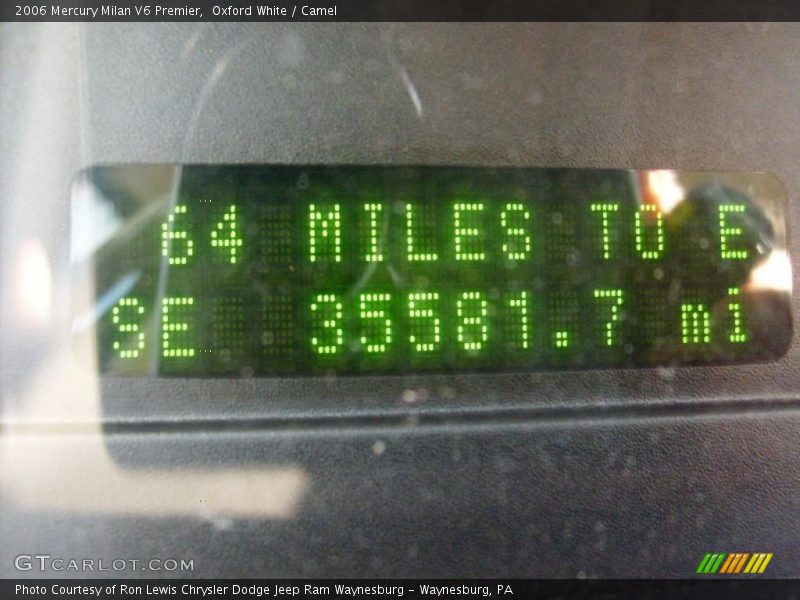 2006 Mercury Milan V6 Premier,  Oxford White / Camel
64 MILES TO E
SE 35581.7 mi
GTCARLOT.COM
Photo Courtesy of Ron Lewis Chrysler Dodge Jeep Ram Waynesburg – Waynesburg, PA